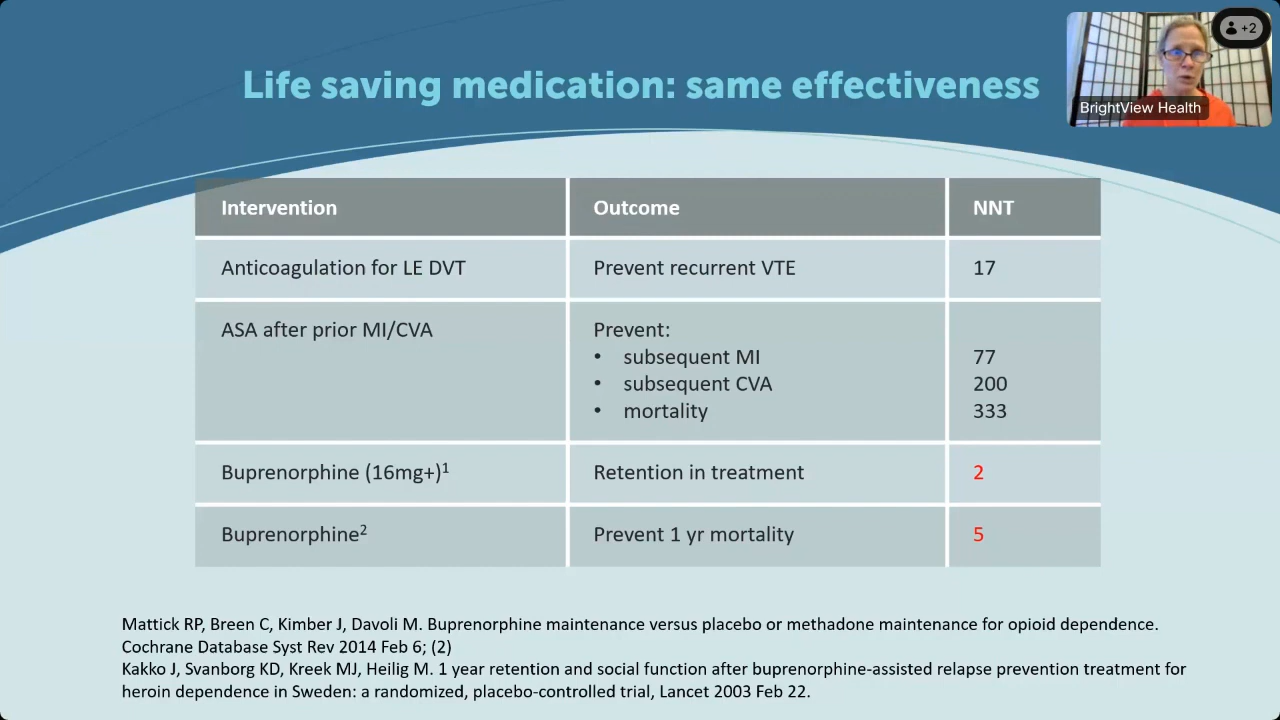 Life saving medication: same effectiveness
+2
BrightView Health
Intervention Outcome NNT
Anticoagulation for LE DVT Prevent recurrent VTE 17
ASA after prior MI/CVA Prevent:
• subsequent MI 77
• subsequent CVA 200
• mortality 333
Buprenorphine (16mg+)¹ Retention in treatment 2
Buprenorphine² Prevent 1 yr mortality 5
Mattick RP, Breen C, Kimber J, Davoli M. Buprenorphine maintenance versus placebo or methadone maintenance for opioid dependence.
Cochrane Database Syst Rev 2014 Feb 6; (2)
Kakko J, Svanborg KD, Kreek MJ, Heilig M. 1 year retention and social function after buprenorphine-assisted relapse prevention treatment for
heroin dependence in Sweden: a randomized, placebo-controlled trial, Lancet 2003 Feb 22.